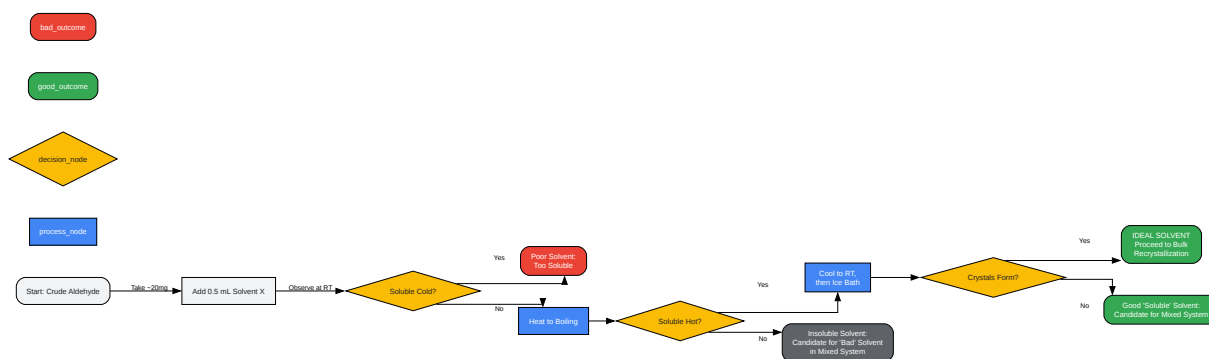 bad_outcome
good_outcome
decision_node
process_node
Start: Crude Aldehyde
Take ~20mg
Add 0.5 mL Solvent X
Observe at RT
Soluble Cold?
Yes
Poor Solvent:
Too Soluble
No
Heat to Boiling
Soluble Hot?
Yes
Cool to RT,
then Ice Bath
No
Insoluble Solvent:
Candidate for 'Bad' Solvent
in Mixed System
Crystals Form?
Yes
IDEAL SOLVENT
Proceed to Bulk
Recrystallization
No
Good 'Soluble' Solvent:
Candidate for Mixed System